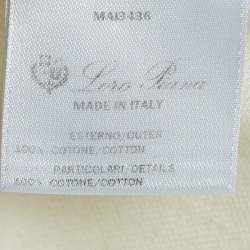 MAI3436
Loro Piana
MADE IN ITALY
ESTERNO/OUTER
100% COTONE/COTTON
PARTICOLARI/DETAILS
100% COTONE/COTTON